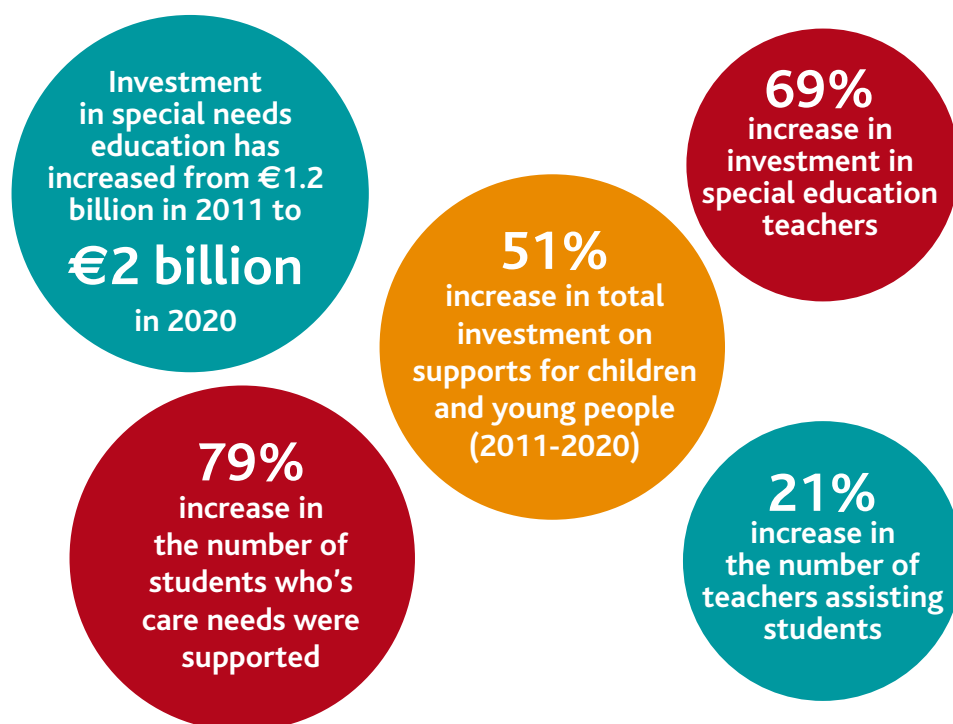 Investment
in special needs
education has
increased from €1.2
billion in 2011 to
€2 billion
in 2020
69%
increase in
investment in
special education
teachers
51%
increase in total
investment on
supports for children
and young people
(2011-2020)
79%
increase in
the number of
students who's
care needs were
supported
21%
increase in
the number of
teachers assisting
students